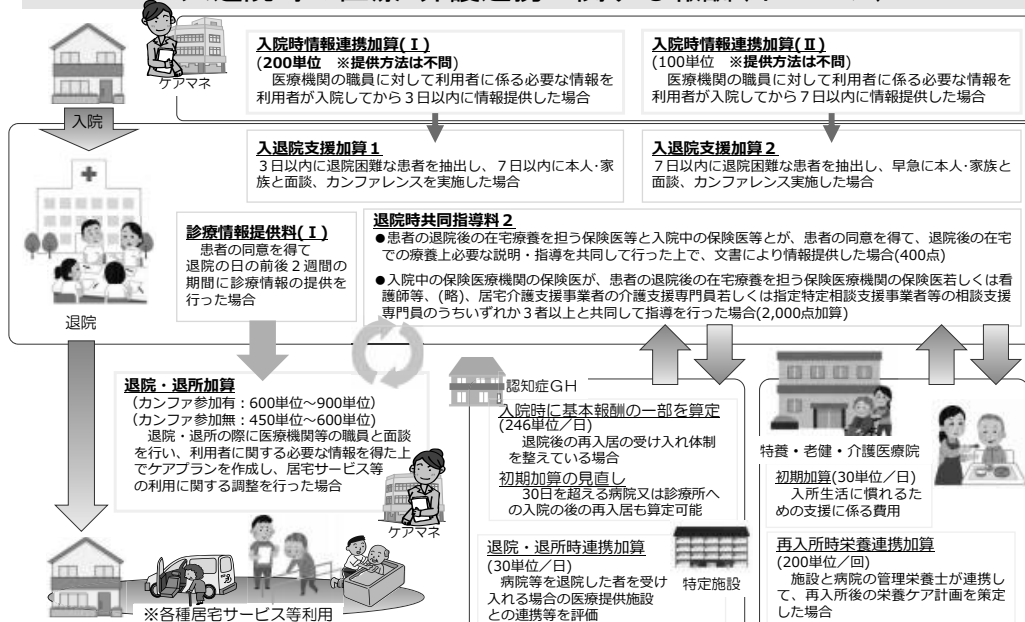 入院時情報連携加算(Ⅰ)
(200単位　※提供方法は不問)
医療機関の職員に対して利用者に係る必要な情報を
利用者が入院してから３日以内に情報提供した場合
入院時情報連携加算(Ⅱ)
(100単位　※提供方法は不問)
医療機関の職員に対して利用者に係る必要な情報を
利用者が入院してから７日以内に情報提供した場合
ケアマネ
入院
入退院支援加算１
３日以内に退院困難な患者を抽出し、７日以内に本人･家
族と面談、カンファレンスを実施した場合
入退院支援加算２
７日以内に退院困難な患者を抽出し、早急に本人･家族と
面談、カンファレンス実施した場合
診療情報提供料(Ⅰ)
患者の同意を得て
退院の日の前後２週間の
期間に診療情報の提供を
行った場合
退院時共同指導料２
●患者の退院後の在宅療養を担う保険医等と入院中の保険医等とが、患者の同意を得て、退院後の在宅
での療養上必要な説明・指導を共同して行った上で、文書により情報提供した場合(400点)
●入院中の保険医療機関の保険医が、患者の退院後の在宅療養を担う保険医療機関の保険医若しくは看
護師等、(略)、居宅介護支援事業者の介護支援専門員若しくは指定特定相談支援事業者等の相談支援
専門員のうちいずれか３者以上と共同して指導を行った場合(2,000点加算)
退院
退院・退所加算
（カンファ参加有：600単位～900単位）
（カンファ参加無：450単位～600単位）
退院・退所の際に医療機関等の職員と面談
を行い、利用者に関する必要な情報を得た上
でケアプランを作成し、居宅サービス等
の利用に関する調整を行った場合
ケアマネ
※各種居宅サービス等利用
認知症GH
入院時に基本報酬の一部を算定
(246単位／日)
退院後の再入居の受け入れ体制
を整えている場合
初期加算の見直し
30日を超える病院又は診療所へ
の入院の後の再入居も算定可能
退院・退所時連携加算
(30単位／日)
病院等を退院した者を受け
入れる場合の医療提供施設
との連携等を評価
特定施設
特養・老健・介護医療院
初期加算(30単位／日)
入所生活に慣れるた
めの支援に係る費用
再入所時栄養連携加算
(200単位／回)
施設と病院の管理栄養士が連携し
て、再入所後の栄養ケア計画を策定
した場合